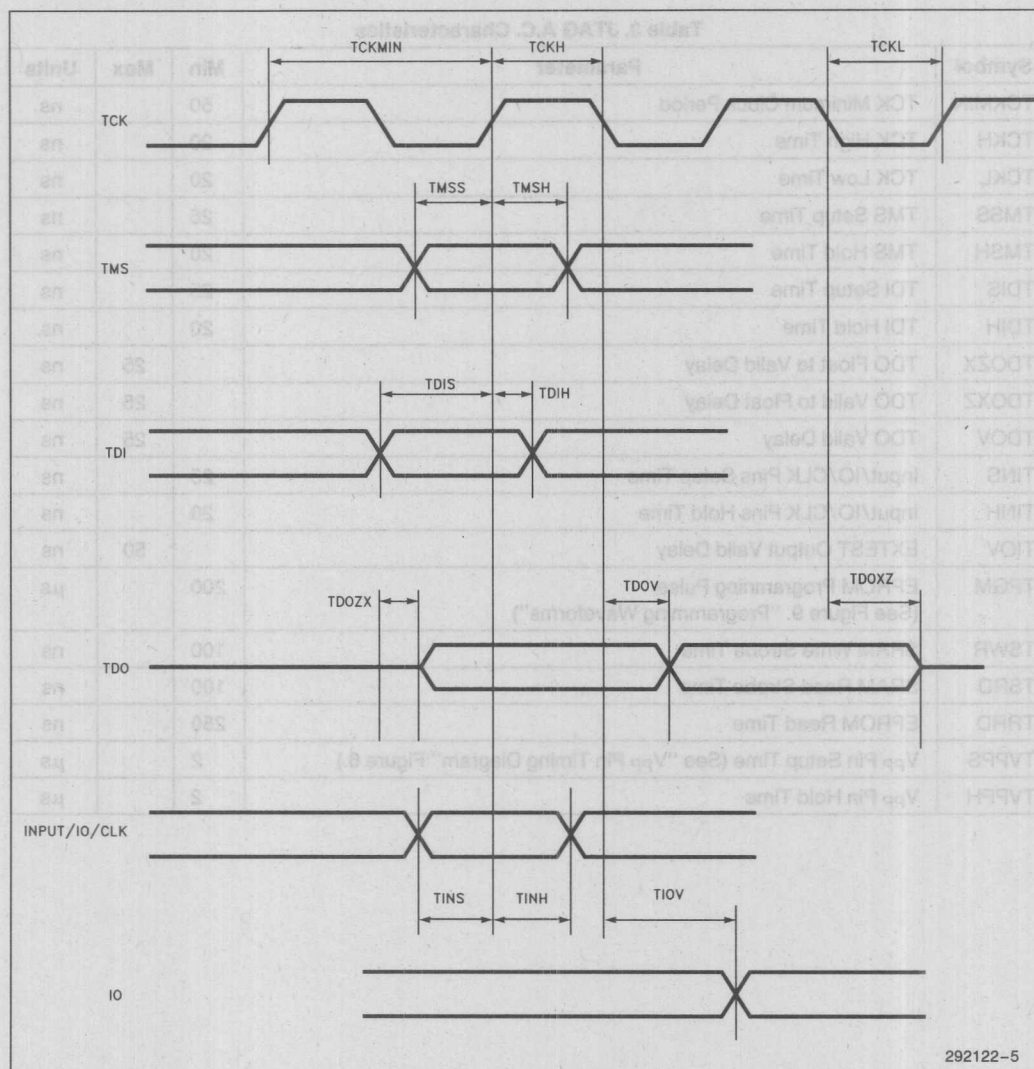 TCKMIN TCKH TCKL
TCK
TMSS TMSH
TMS
TDIS TDIH
TDI
TDOZX TDOV TDOXZ
TDO
INPUT/IO/CLK
TINS TINH TIOV
IO
292122-5
Table 3. JTAG A.C. Characteristics
Symbol Parameter Min Max Units
TCKMIN TCK Minimum Clock Period 50 ns
TCKH TCK High Time 20 ns
TCKL TCK Low Time 20 ns
TMSS TMS Setup Time 25 ns
TMSH TMS Hold Time 20 ns
TDIS TDI Setup Time 25 ns
TDIH TDI Hold Time 20 ns
TDOZX TDO Float to Valid Delay 25 ns
TDOXZ TDO Valid to Float Delay 25 ns
TDOV TDO Valid Delay 25 ns
TINS Input/IO/CLK Pins Setup Time 25 ns
TINH Input/IO/CLK Pins Hold Time 20 ns
TIOV EXTEST Output Valid Delay 50 ns
EPROM Programming Pulse 200 µs
(See Figure 9. "Programming Waveforms")
TSWR SRAM Write Strobe Time 100 ns
TSRD SRAM Read Strobe Time 100 ns
TRRD EPROM Read Time 250 ns
TVPPS VPP Pin Setup Time (See "VPP Pin Timing Diagram" Figure 6.) 2 µs
TVPPH VPP Pin Hold Time 2 µs